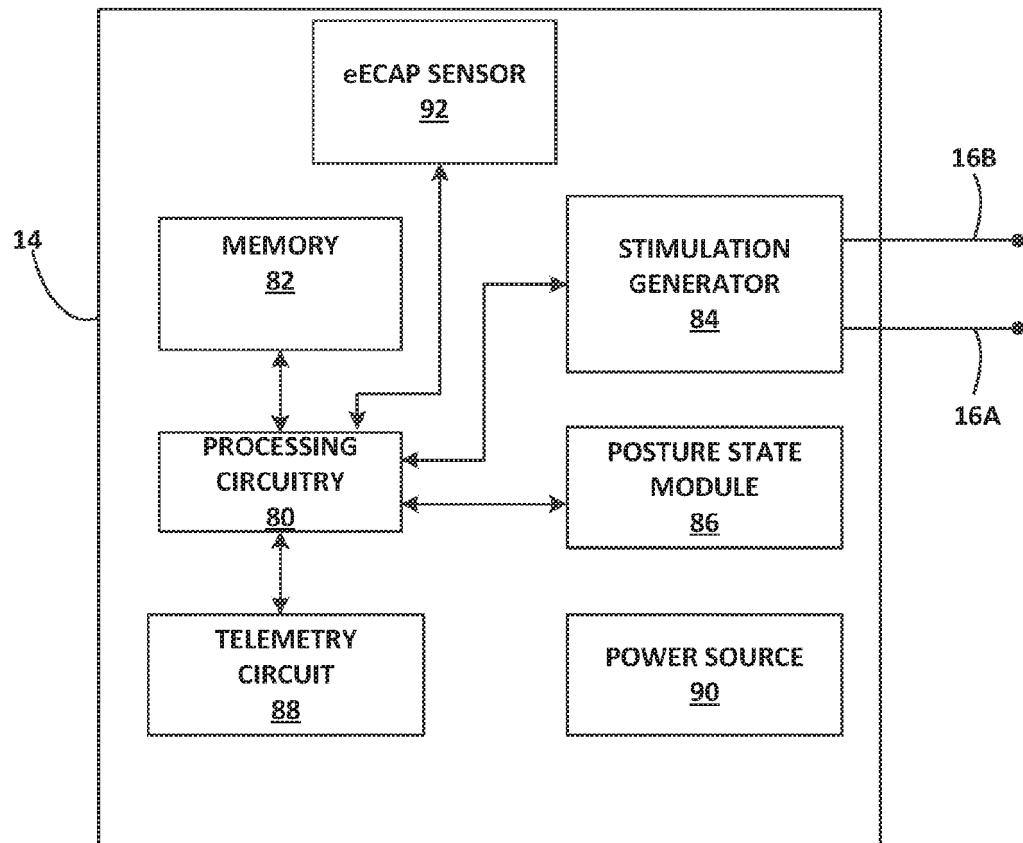 eECAP SENSOR
92
16B
14
MEMORY
82
STIMULATION
GENERATOR
84
16A
PROCESSING
CIRCUITRY
80
POSTURE STATE
MODULE
86
TELEMETRY
CIRCUIT
88
POWER SOURCE
90